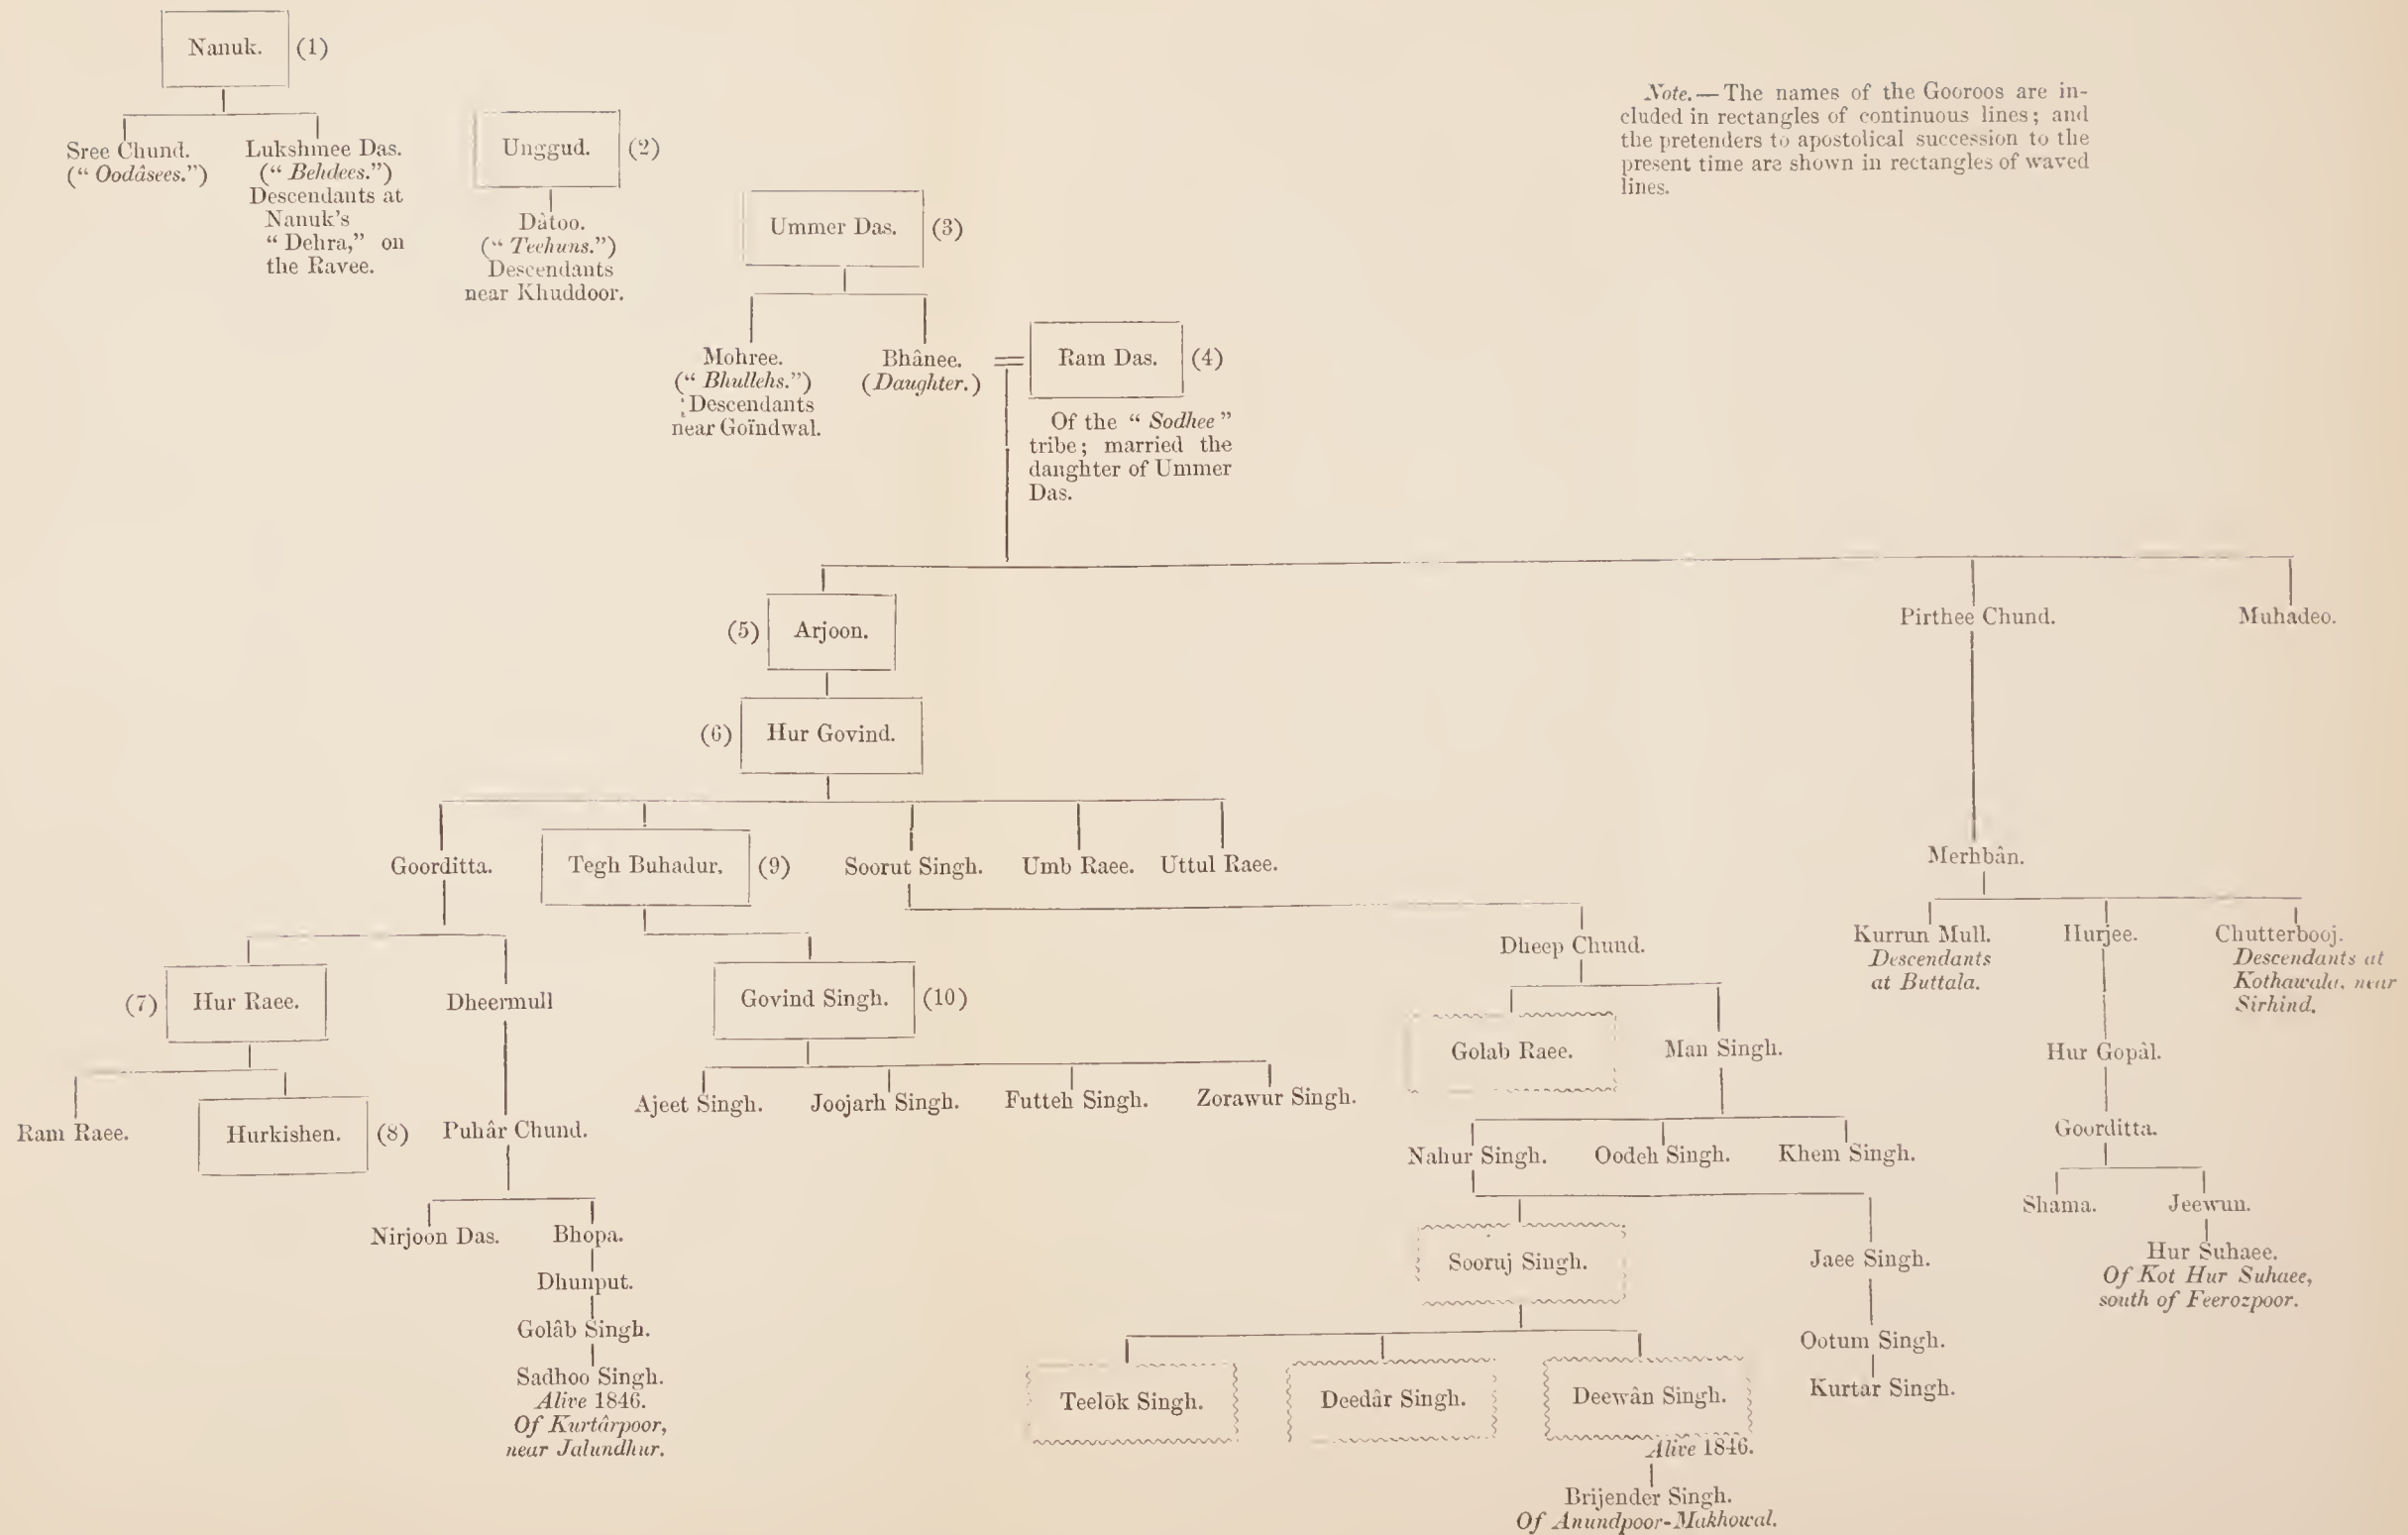 Nanuk. (1)
Sree Chund.
(“ Oodâsees.”)
Lukshmee Das.
(“ Behdees.”)
Descendants at
Nanuk's
“ Dehra,” on
the Ravee.
Unggud. (2)
Dàtoo.
(“ Teehuns.”)
Descendants
near Khuddoor.
Ummer Das. (3)
Note.— The names of the Gooroos are in-
cluded in rectangles of continuous lines; and
the pretenders to apostolical succession to the
present time are shown in rectangles of waved
lines.
Mohree.
(“ Bhullehs.”)
Descendants
near Goïndwal.
Bhânee.
(Daughter.)
Ram Das. (4)
Of the “ Sodhee ”
tribe; married the
daughter of Ummer
Das.
(5) Arjoon.
Pirthee Chund.
Muhadeo.
(6) Hur Govind.
Goorditta.
Tegh Buhadur. (9)
Soorut Singh.
Umb Raee.
Uttul Raee.
Merhbân.
Dheep Chund.
Kurrun Mull.
Descendants
at Buttala.
Hurjee.
Chutterbooj.
Descendants at
Kothawala, near
Sirhind.
(7) Hur Raee.
Dheermull
Govind Singh. (10)
Golab Raee.
Man Singh.
Hur Gopâl.
Ram Raee.
Hurkishen. (8)
Puhâr Chund.
Ajeet Singh.
Joojarh Singh.
Futteh Singh.
Zorawur Singh.
Nahur Singh.
Oodeh Singh.
Khem Singh.
Goorditta.
Shama.
Jeewun.
Nirjoon Das.
Bhopa.
Dhunput.
Golâb Singh.
Sadhoo Singh.
Alive 1846.
Of Kurtârpoor,
near Jalundhur.
Sooruj Singh.
Jaee Singh.
Hur Suhaee.
Of Kot Hur Suhaee,
south of Feerozpoor.
Ootum Singh.
Kurtar Singh.
Teelōk Singh.
Deedâr Singh.
Deewân Singh.
Alive 1846.
Brijender Singh.
Of Anundpoor-Makhowal.